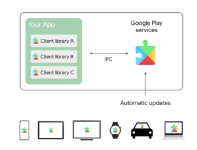 Your App
Client library A
Client library B
Client library C
IPC
Google Play
services
Automatic updates